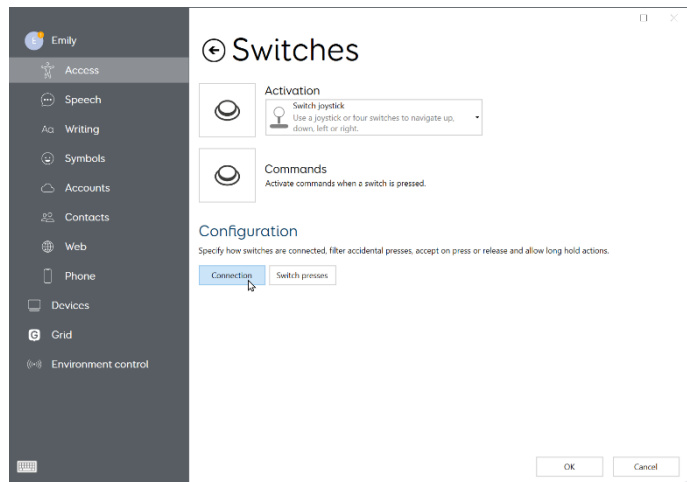 E
Emily
Access
Speech
Aa Writing
Symbols
Accounts
Contacts
Web
Phone
Devices
G Grid
Environment control
Switches
Activation
Switch joystick
Use a joystick or four switches to navigate up,
down, left or right.
Commands
Activate commands when a switch is pressed.
Configuration
Specify how switches are connected, filter accidental presses, accept on press or release and allow long hold actions.
Connection
Switch presses
OK
Cancel